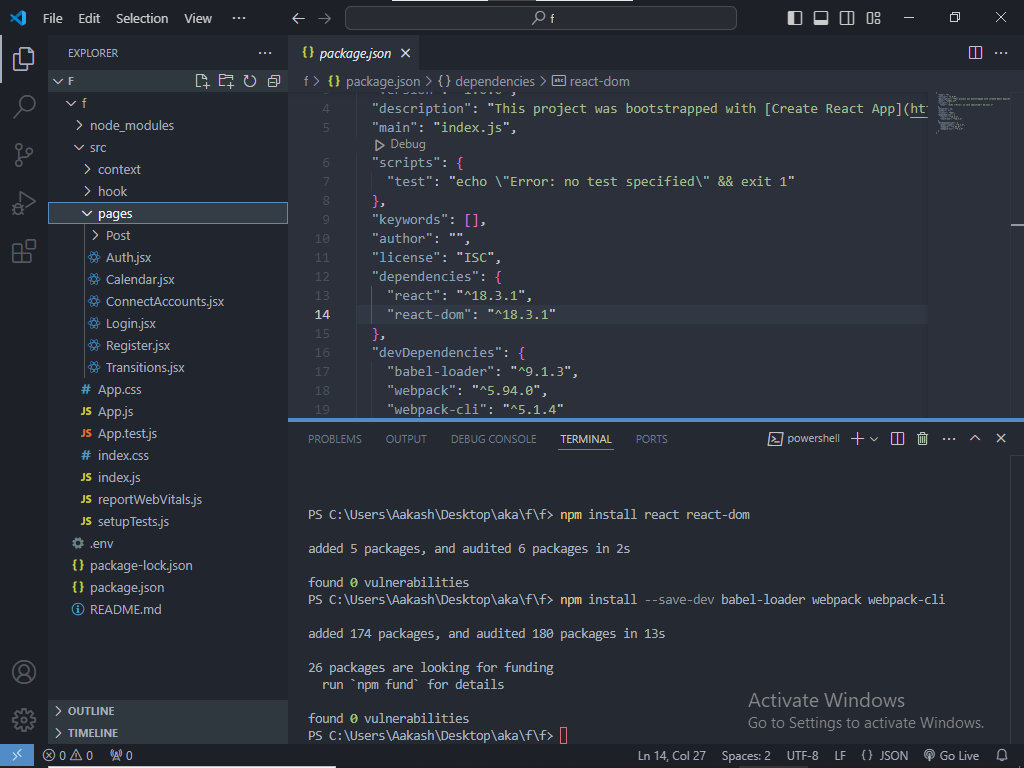 File Edit Selection View ··· f
EXPLORER ···
F
f
node_modules
src
context
hook
pages
Post
Auth.jsx
Calendar.jsx
ConnectAccounts.jsx
Login.jsx
Register.jsx
Transitions.jsx
# App.css
JS App.js
JS App.test.js
# index.css
JS index.js
JS reportWebVitals.js
JS setupTests.js
.env
{} package-lock.json
{} package.json
README.md
OUTLINE
TIMELINE
{} package.json
f > {} package.json > {} dependencies > abc react-dom
4 "description": "This project was bootstrapped with [Create React App](ht
5 "main": "index.js",
Debug
6 "scripts": {
7 "test": "echo \"Error: no test specified\" && exit 1"
8 },
9 "keywords": [],
10 "author": "",
11 "license": "ISC",
12 "dependencies": {
13 "react": "^18.3.1",
14 "react-dom": "^18.3.1"
15 },
16 "devDependencies": {
17 "babel-loader": "^9.1.3",
18 "webpack": "^5.94.0",
19 "webpack-cli": "^5.1.4"
PROBLEMS OUTPUT DEBUG CONSOLE TERMINAL PORTS powershell ···
PS C:\Users\Aakash\Desktop\aka\f\f> npm install react react-dom
added 5 packages, and audited 6 packages in 2s
found 0 vulnerabilities
PS C:\Users\Aakash\Desktop\aka\f\f> npm install --save-dev babel-loader webpack webpack-cli
added 174 packages, and audited 180 packages in 13s
26 packages are looking for funding
run `npm fund` for details
found 0 vulnerabilities
PS C:\Users\Aakash\Desktop\aka\f\f>
Activate Windows
Go to Settings to activate Windows.
0 0 0 Ln 14, Col 27 Spaces: 2 UTF-8 LF {} JSON Go Live